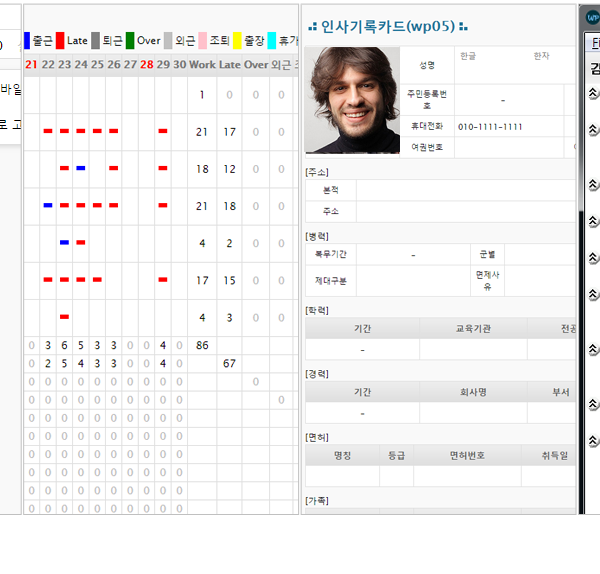 )
바일
로 고
출근 Late 퇴근 Over 외근 조퇴 출장 휴가
21 22 23 24 25 26 27 28 29 30 Work Late Over 외근
1 0 0 0
21 17 0 0
18 12 0 0
21 18 0 0
4 2 0 0
17 15 0 0
4 3 0 0
0 3 6 5 3 3 0 0 4 0 86
0 2 5 4 3 3 0 0 4 0 67
0 0 0 0 0 0 0 0 0 0 0
0 0 0 0 0 0 0 0 0 0 0
0 0 0 0 0 0 0 0 0 0
0 0 0 0 0 0 0 0 0 0
0 0 0 0 0 0 0 0 0 0
0 0 0 0 0 0 0 0 0 0
0 0 0 0 0 0 0 0 0 0
0 0 0 0 0 0 0 0 0 0
인사기록카드(wp05)
성명 한글 한자
주민등록번호 -
휴대전화 010-1111-1111
여권번호
[주소]
본적
주소
[병력]
복무기간 - 군별
제대구분 면제사유
[학력]
기간 교육기관 전공
-
[경력]
기간 회사명 부서
-
[면허]
명칭 등급 면허번호 취득일
[가족]
WP